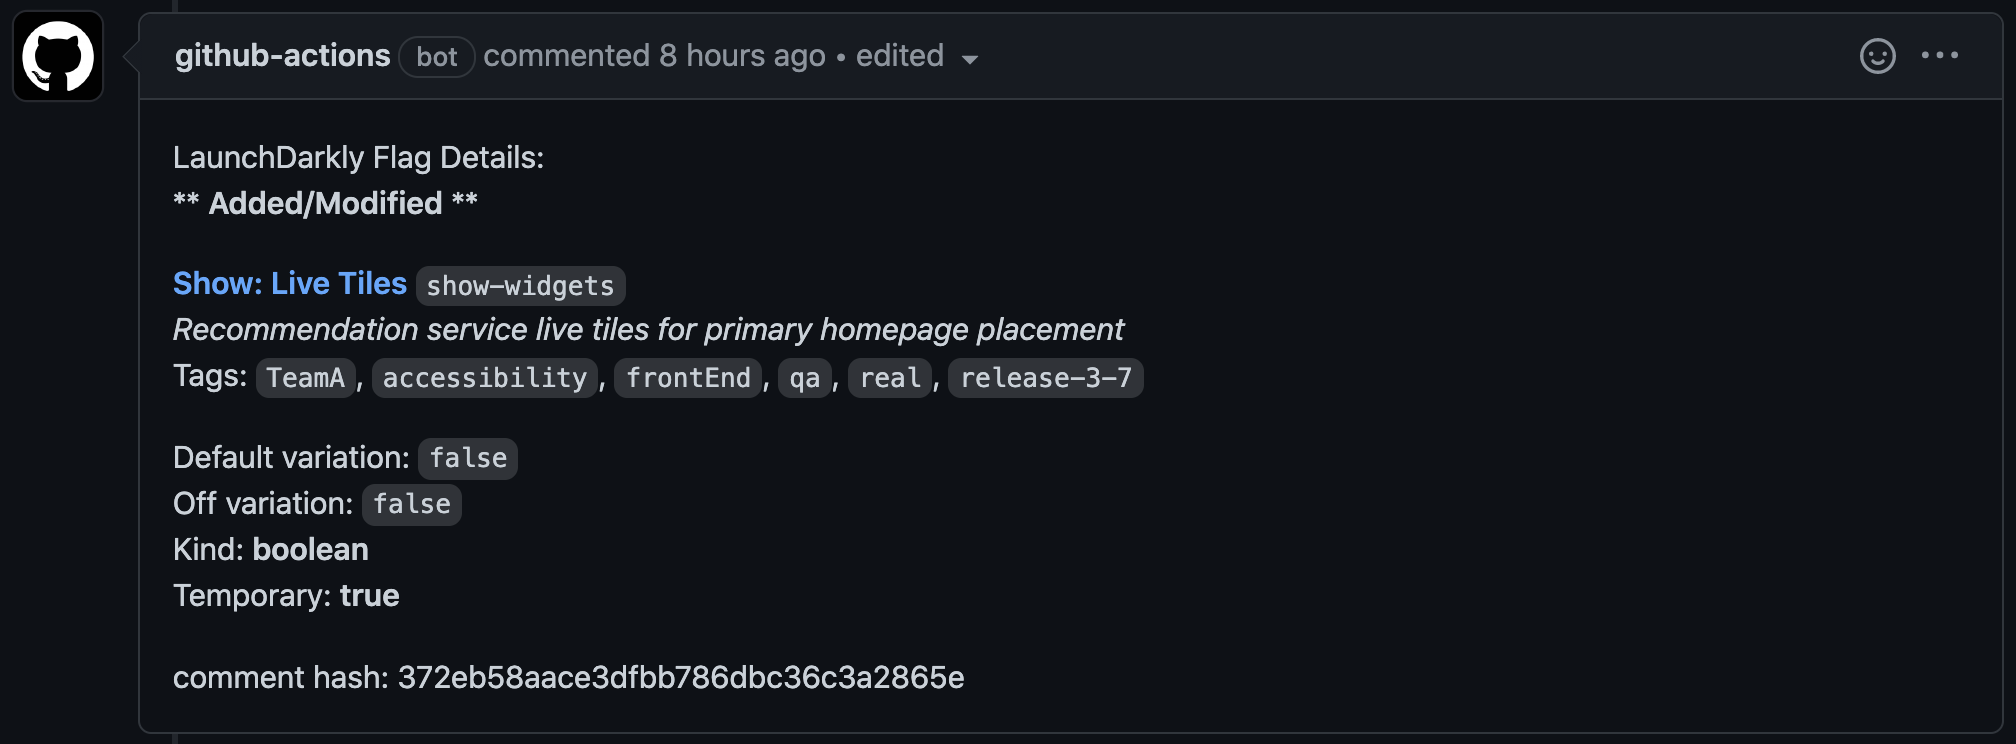 github-actions bot commented 8 hours ago • edited
LaunchDarkly Flag Details:
** Added/Modified **
Show: Live Tiles show-widgets
Recommendation service live tiles for primary homepage placement
Tags: TeamA, accessibility, frontEnd, qa, real, release-3-7
Default variation: false
Off variation: false
Kind: boolean
Temporary: true
comment hash: 372eb58aace3dfbb786dbc36c3a2865e